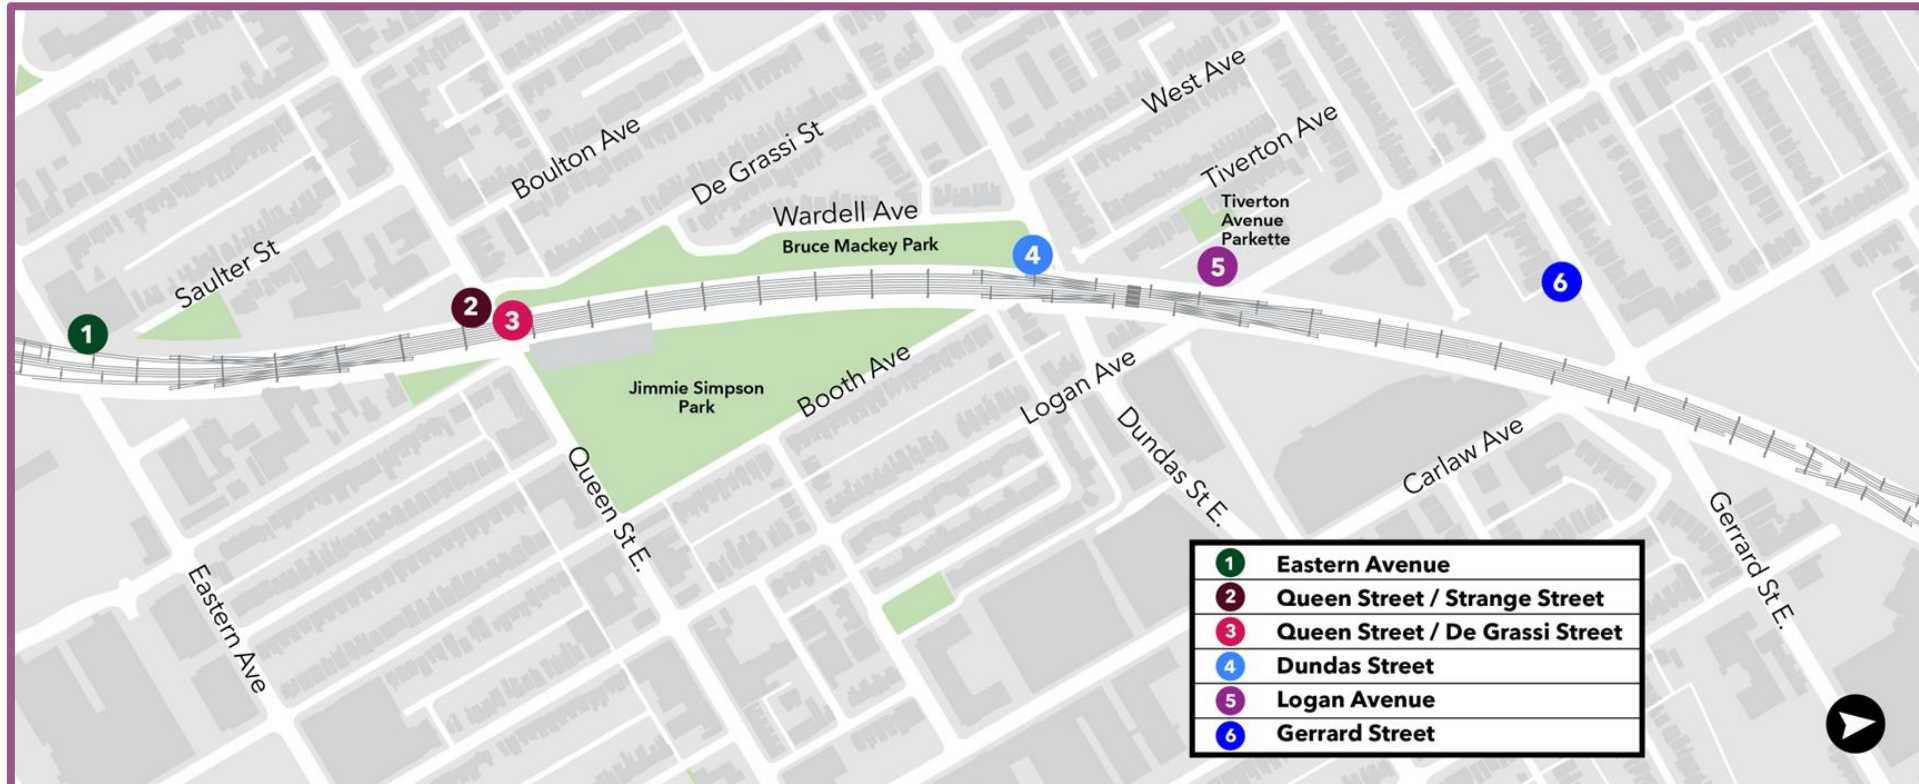 West Ave
Boulton Ave
De Grassi St
Tiverton Ave
Wardell Ave
Tiverton
Avenue
Parkette
Bruce Mackey Park
Saulter St
4
5
6
2
3
1
Jimmie Simpson
Park
Booth Ave
Logan Ave
Dundas St E.
Carlaw Ave
Queen St E.
Gerrard St E.
Eastern Ave
1 Eastern Avenue
2 Queen Street / Strange Street
3 Queen Street / De Grassi Street
4 Dundas Street
5 Logan Avenue
6 Gerrard Street